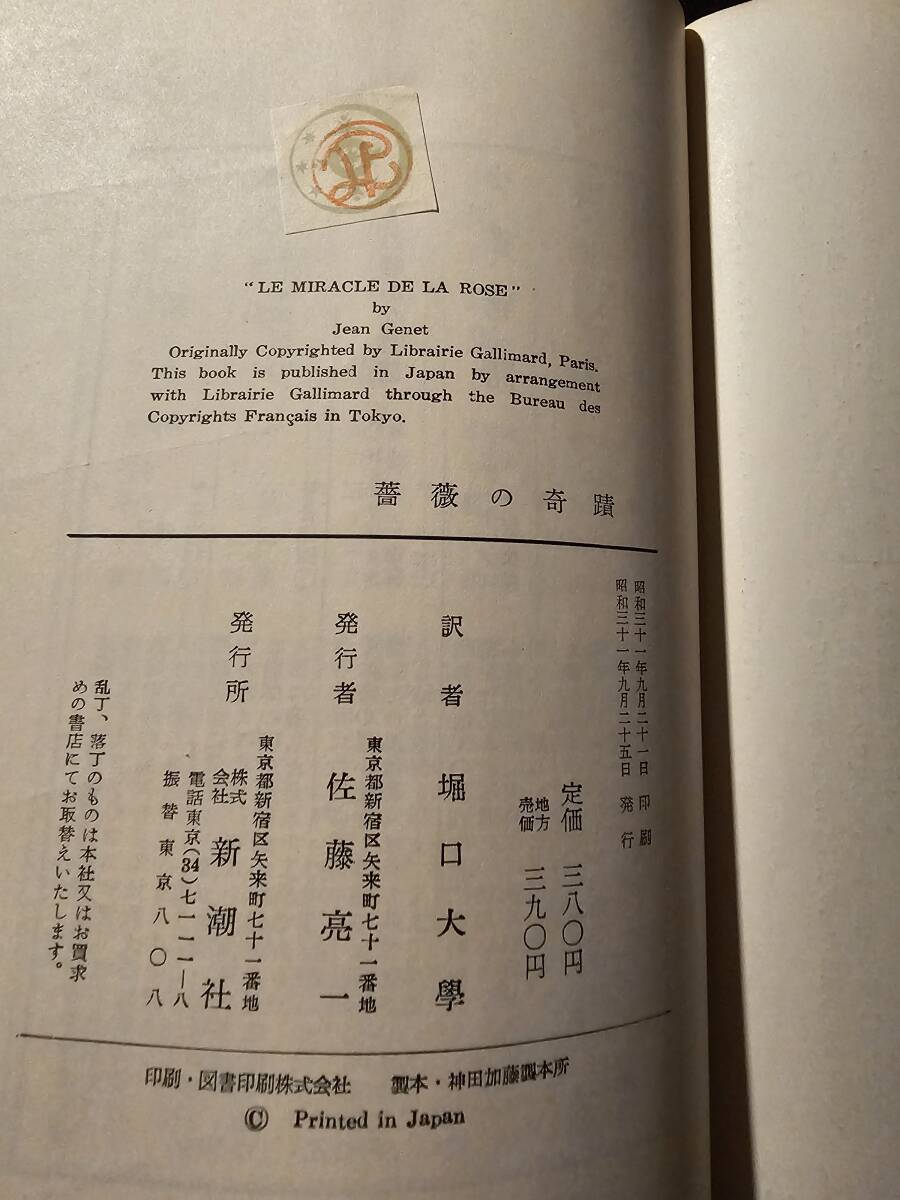 "LE MIRACLE DE LA ROSE"
by
Jean Genet
Originally Copyrighted by Librairie Gallimard, Paris.
This book is published in Japan by arrangement
with Librairie Gallimard through the Bureau des
Copyrights Français in Tokyo.
薔薇の奇蹟
昭和三十一年九月二十一日 印刷
昭和三十一年九月二十五日 発行
定価 三八〇円
地方売価 三九〇円
訳者 堀口大學
東京都新宿区矢来町七十一番地
発行者 佐藤亮一
東京都新宿区矢来町七十一番地
発行所 株式会社 新潮社
電話東京(34)七一一一―八
振替東京八〇八
乱丁、落丁のものは本社又はお買求
めの書店にてお取替えいたします。
印刷・図書印刷株式会社 製本・神田加藤製本所
© Printed in Japan